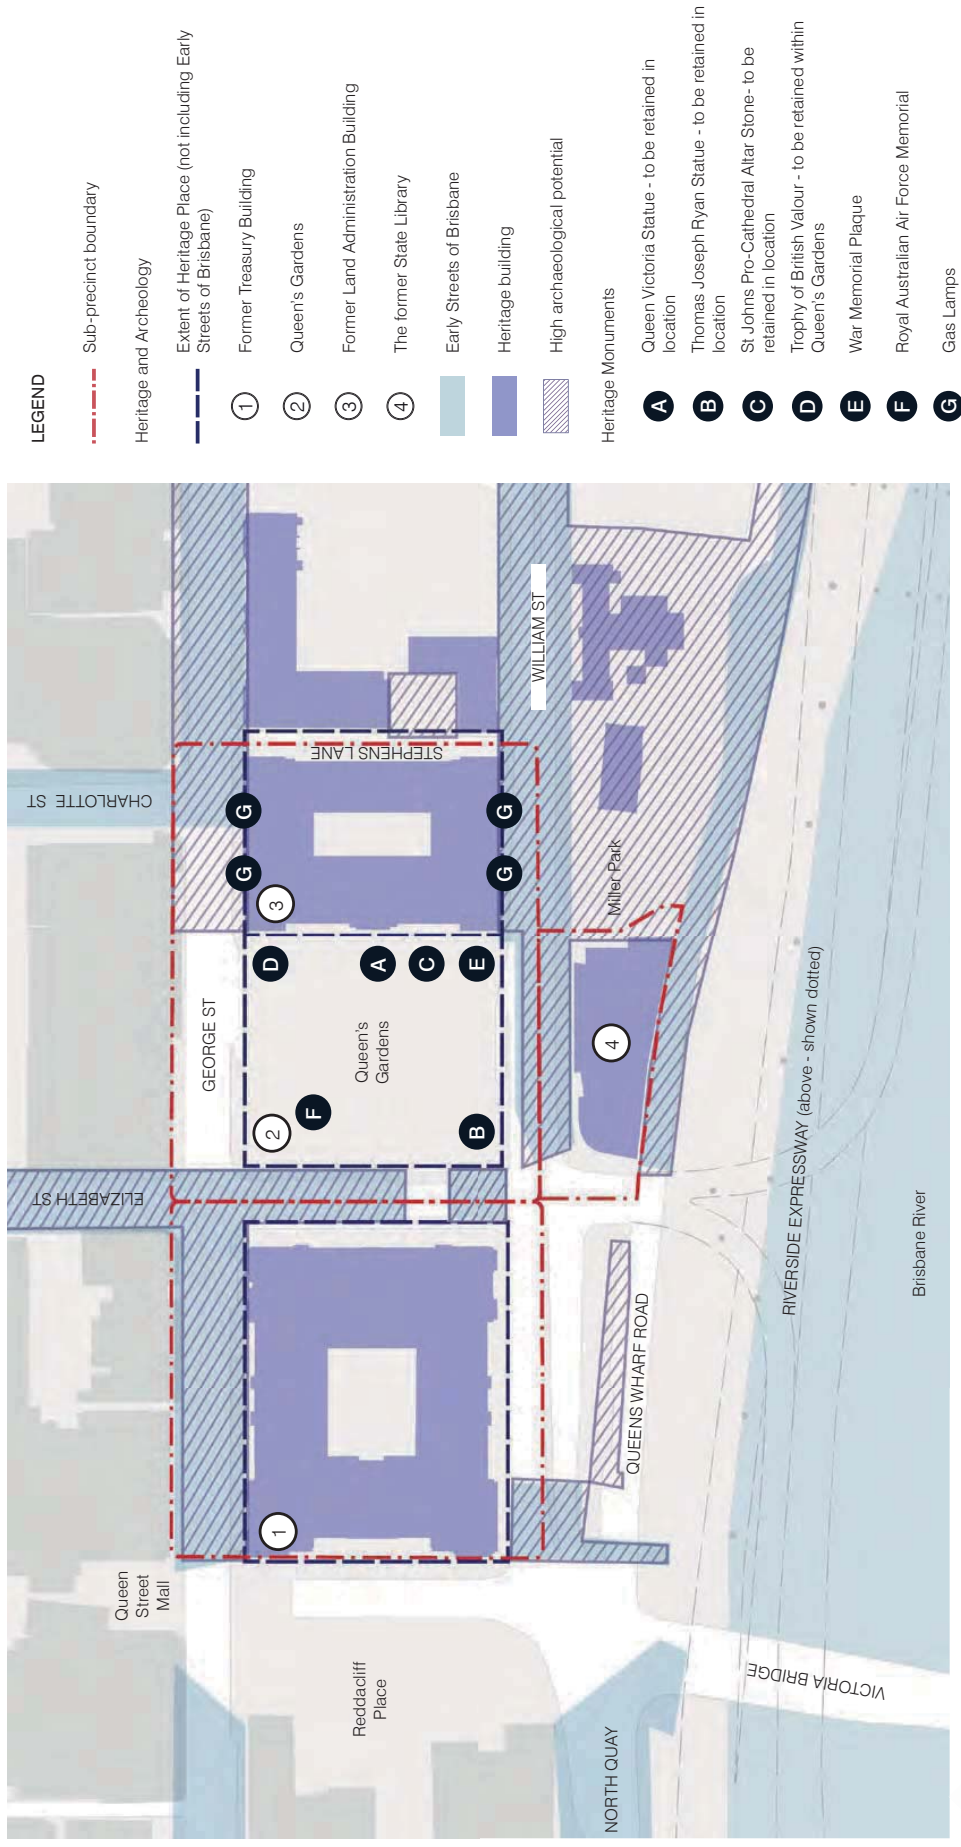 LEGEND
Sub-precinct boundary
Heritage and Archeology
Extent of Heritage Place (not including Early
Streets of Brisbane)
1 Former Treasury Building
2 Queen's Gardens
3 Former Land Administration Building
4 The former State Library
Early Streets of Brisbane
Heritage building
High archaeological potential
Heritage Monuments
A Queen Victoria Statue - to be retained in
location
B Thomas Joseph Ryan Statue - to be retained in
location
C St Johns Pro-Cathedral Altar Stone- to be
retained in location
D Trophy of British Valour - to be retained within
Queen's Gardens
E War Memorial Plaque
F Royal Australian Air Force Memorial
G Gas Lamps
Queen
Street
Mall
ELIZABETH ST
CHARLOTTE ST
GEORGE ST
1
2
F
B
Queen's
Gardens
D
A
C
E
3
G
G
G
G
STEPHENS LANE
Reddacliff
Place
WILLIAM ST
NORTH QUAY
QUEENS WHARF ROAD
4
Miller Park
VICTORIA BRIDGE
RIVERSIDE EXPRESSWAY (above - shown dotted)
Brisbane River